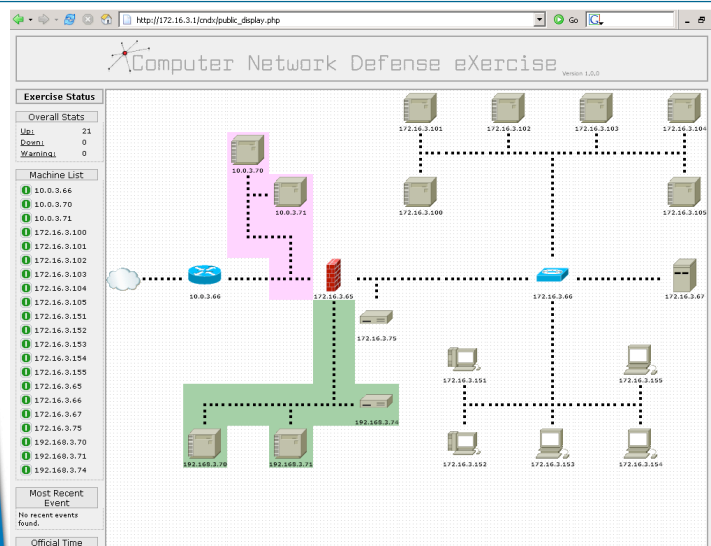 http://172.16.3.1/cndx/public_display.php
Go
G
Computer Network Defense eXercise
Version 1.0.0
Exercise Status
Overall Stats
Up: 21
Down: 0
Warning: 0
Machine List
10.0.3.66
10.0.3.70
10.0.3.71
172.16.3.100
172.16.3.101
172.16.3.102
172.16.3.103
172.16.3.104
172.16.3.105
172.16.3.151
172.16.3.152
172.16.3.153
172.16.3.154
172.16.3.155
172.16.3.65
172.16.3.66
172.16.3.67
172.16.3.75
192.168.3.70
192.168.3.71
192.168.3.74
Most Recent
Event
No recent events
found.
Official Time
172.16.3.101
172.16.3.102
172.16.3.103
172.16.3.104
10.0.3.70
10.0.3.71
172.16.3.100
172.16.3.105
10.0.3.66
172.16.3.65
172.16.3.66
172.16.3.67
172.16.3.75
172.16.3.151
172.16.3.155
192.168.3.74
192.168.3.70
192.168.3.71
172.16.3.152
172.16.3.153
172.16.3.154